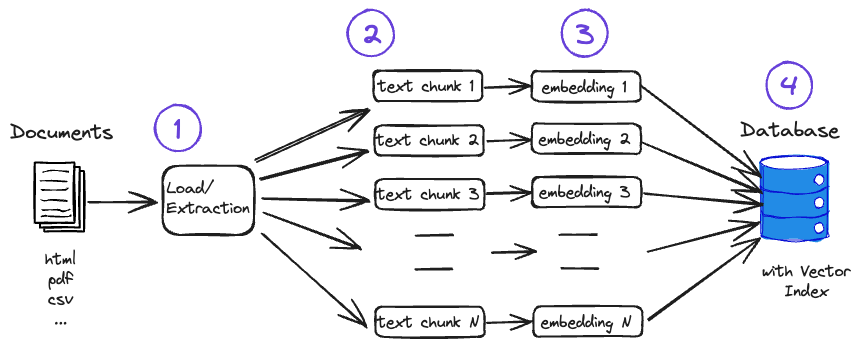 Documents
html
pdf
csv
...
1
Load/
Extraction
2
text chunk 1
text chunk 2
text chunk 3
text chunk N
3
embedding 1
embedding 2
embedding 3
embedding N
4
Database
with Vector
Index